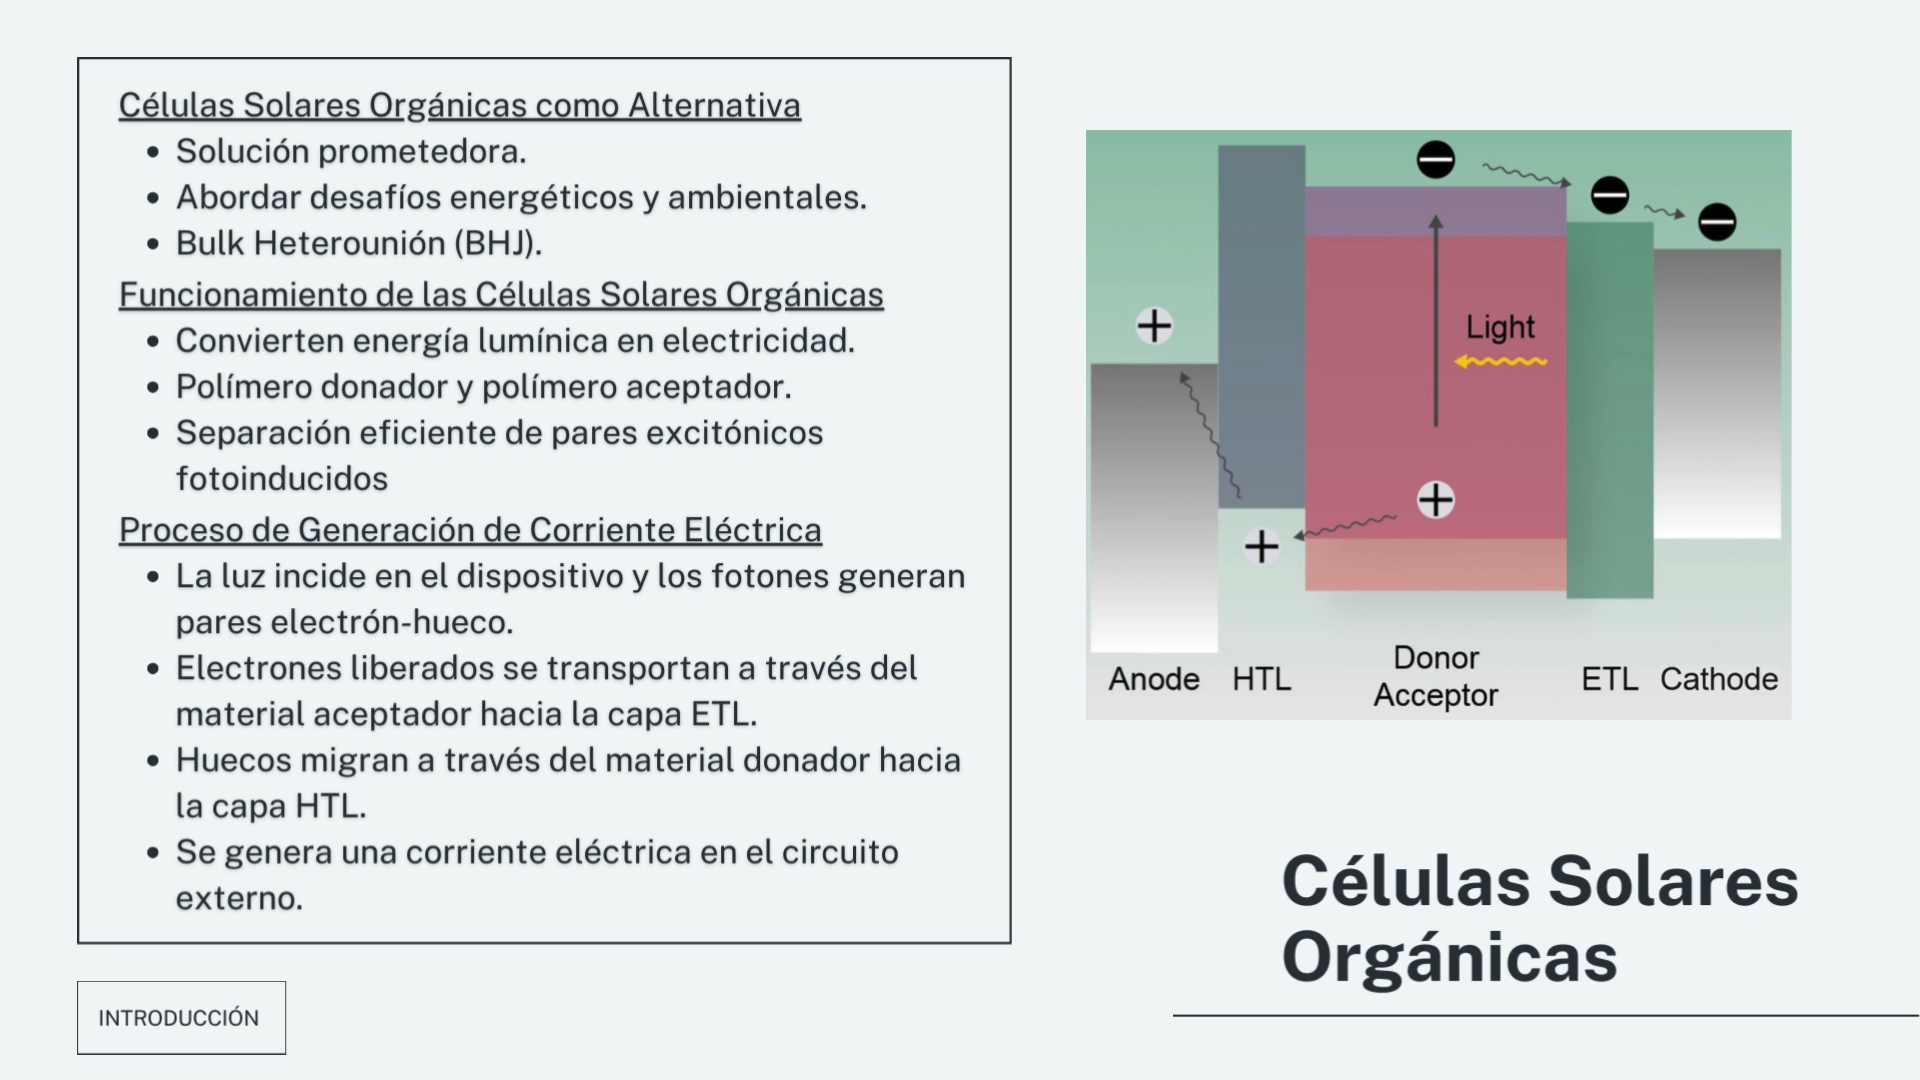 Células Solares Orgánicas como Alternativa
• Solución prometedora.
• Abordar desafíos energéticos y ambientales.
• Bulk Heterounión (BHJ).
Funcionamiento de las Células Solares Orgánicas
• Convierten energía lumínica en electricidad.
• Polímero donador y polímero aceptador.
• Separación eficiente de pares excitónicos
fotoinducidos
Proceso de Generación de Corriente Eléctrica
• La luz incide en el dispositivo y los fotones generan
pares electrón-hueco.
• Electrones liberados se transportan a través del
material aceptador hacia la capa ETL.
• Huecos migran a través del material donador hacia
la capa HTL.
• Se genera una corriente eléctrica en el circuito
externo.
INTRODUCCIÓN
Light
Anode
HTL
Donor
Acceptor
ETL
Cathode
Células Solares
Orgánicas